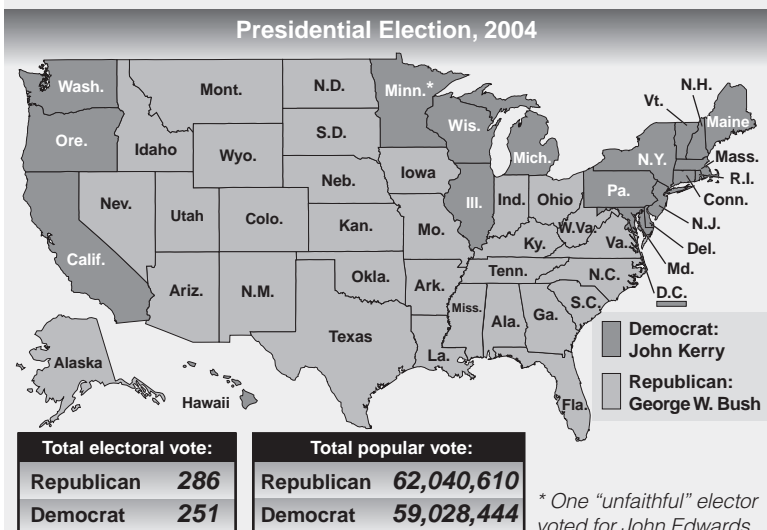 Presidential Election, 2004
Wash.
Mont.
N.D.
Minn.*
Vt.
N.H.
Maine
Ore.
Idaho
Wyo.
S.D.
Wis.
Mich.
N.Y.
Mass.
R.I.
Conn.
Nev.
Utah
Colo.
Neb.
Iowa
Ill.
Ind.
Ohio
Pa.
N.J.
Calif.
Kan.
Mo.
Ky.
W.Va.
Va.
Del.
Md.
D.C.
Ariz.
N.M.
Okla.
Ark.
Tenn.
N.C.
S.C.
Texas
La.
Miss.
Ala.
Ga.
Fla.
Alaska
Hawaii
Democrat:
John Kerry
Republican:
George W. Bush
Total electoral vote:
Republican 286
Democrat 251
Total popular vote:
Republican 62,040,610
Democrat 59,028,444
* One "unfaithful" elector
voted for John Edwards